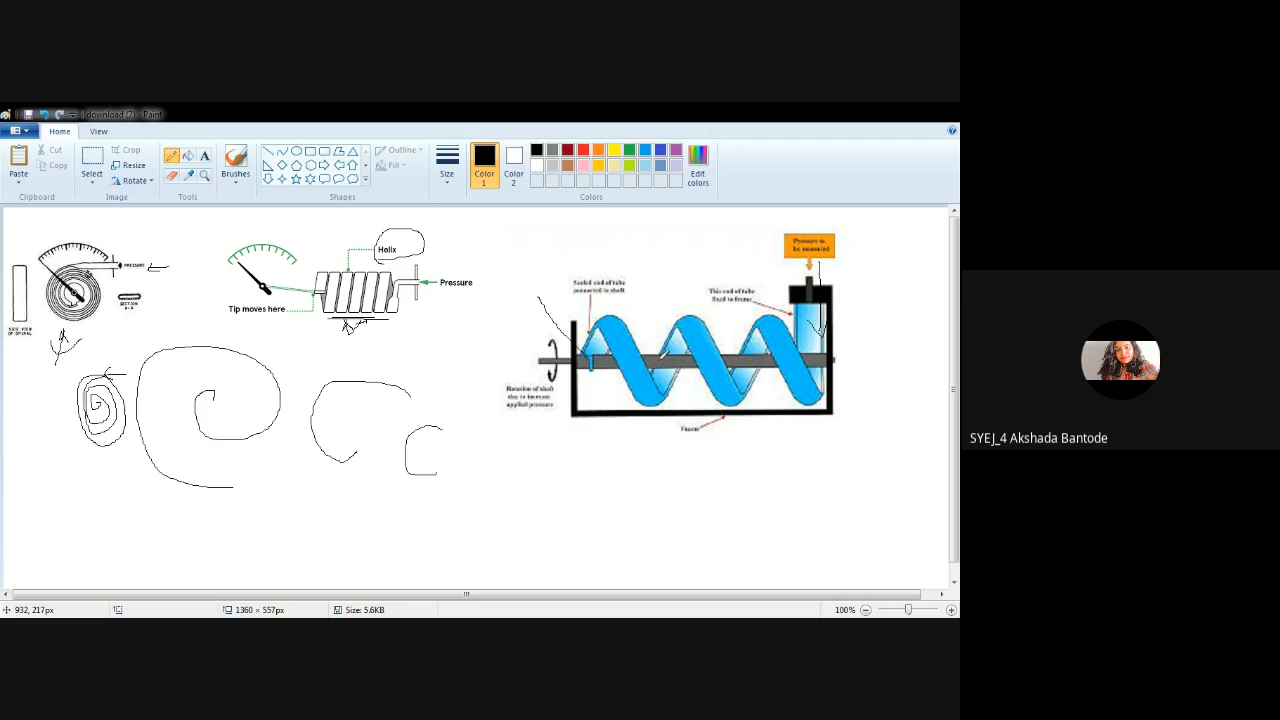 download (2) - Paint
Home View
Paste
Cut
Copy
Clipboard
Select
Crop
Resize
Rotate
Image
A
Tools
Brushes
Outline
Fill
Shapes
Size
Color 1
Color 2
Edit colors
Colors
PRESSURE
SIDE VIEW
OF SPIRAL
SECTION
A-A
Helix
Pressure
Tip moves here
Pressure to
be measured
Sealed end of tube
connected to shaft
This end of tube
fixed to frame
Rotation of shaft
due to increase
applied pressure
Frame
932, 217px
1360 × 557px
Size: 5.6KB
100%
SYEJ_4 Akshada Bantode